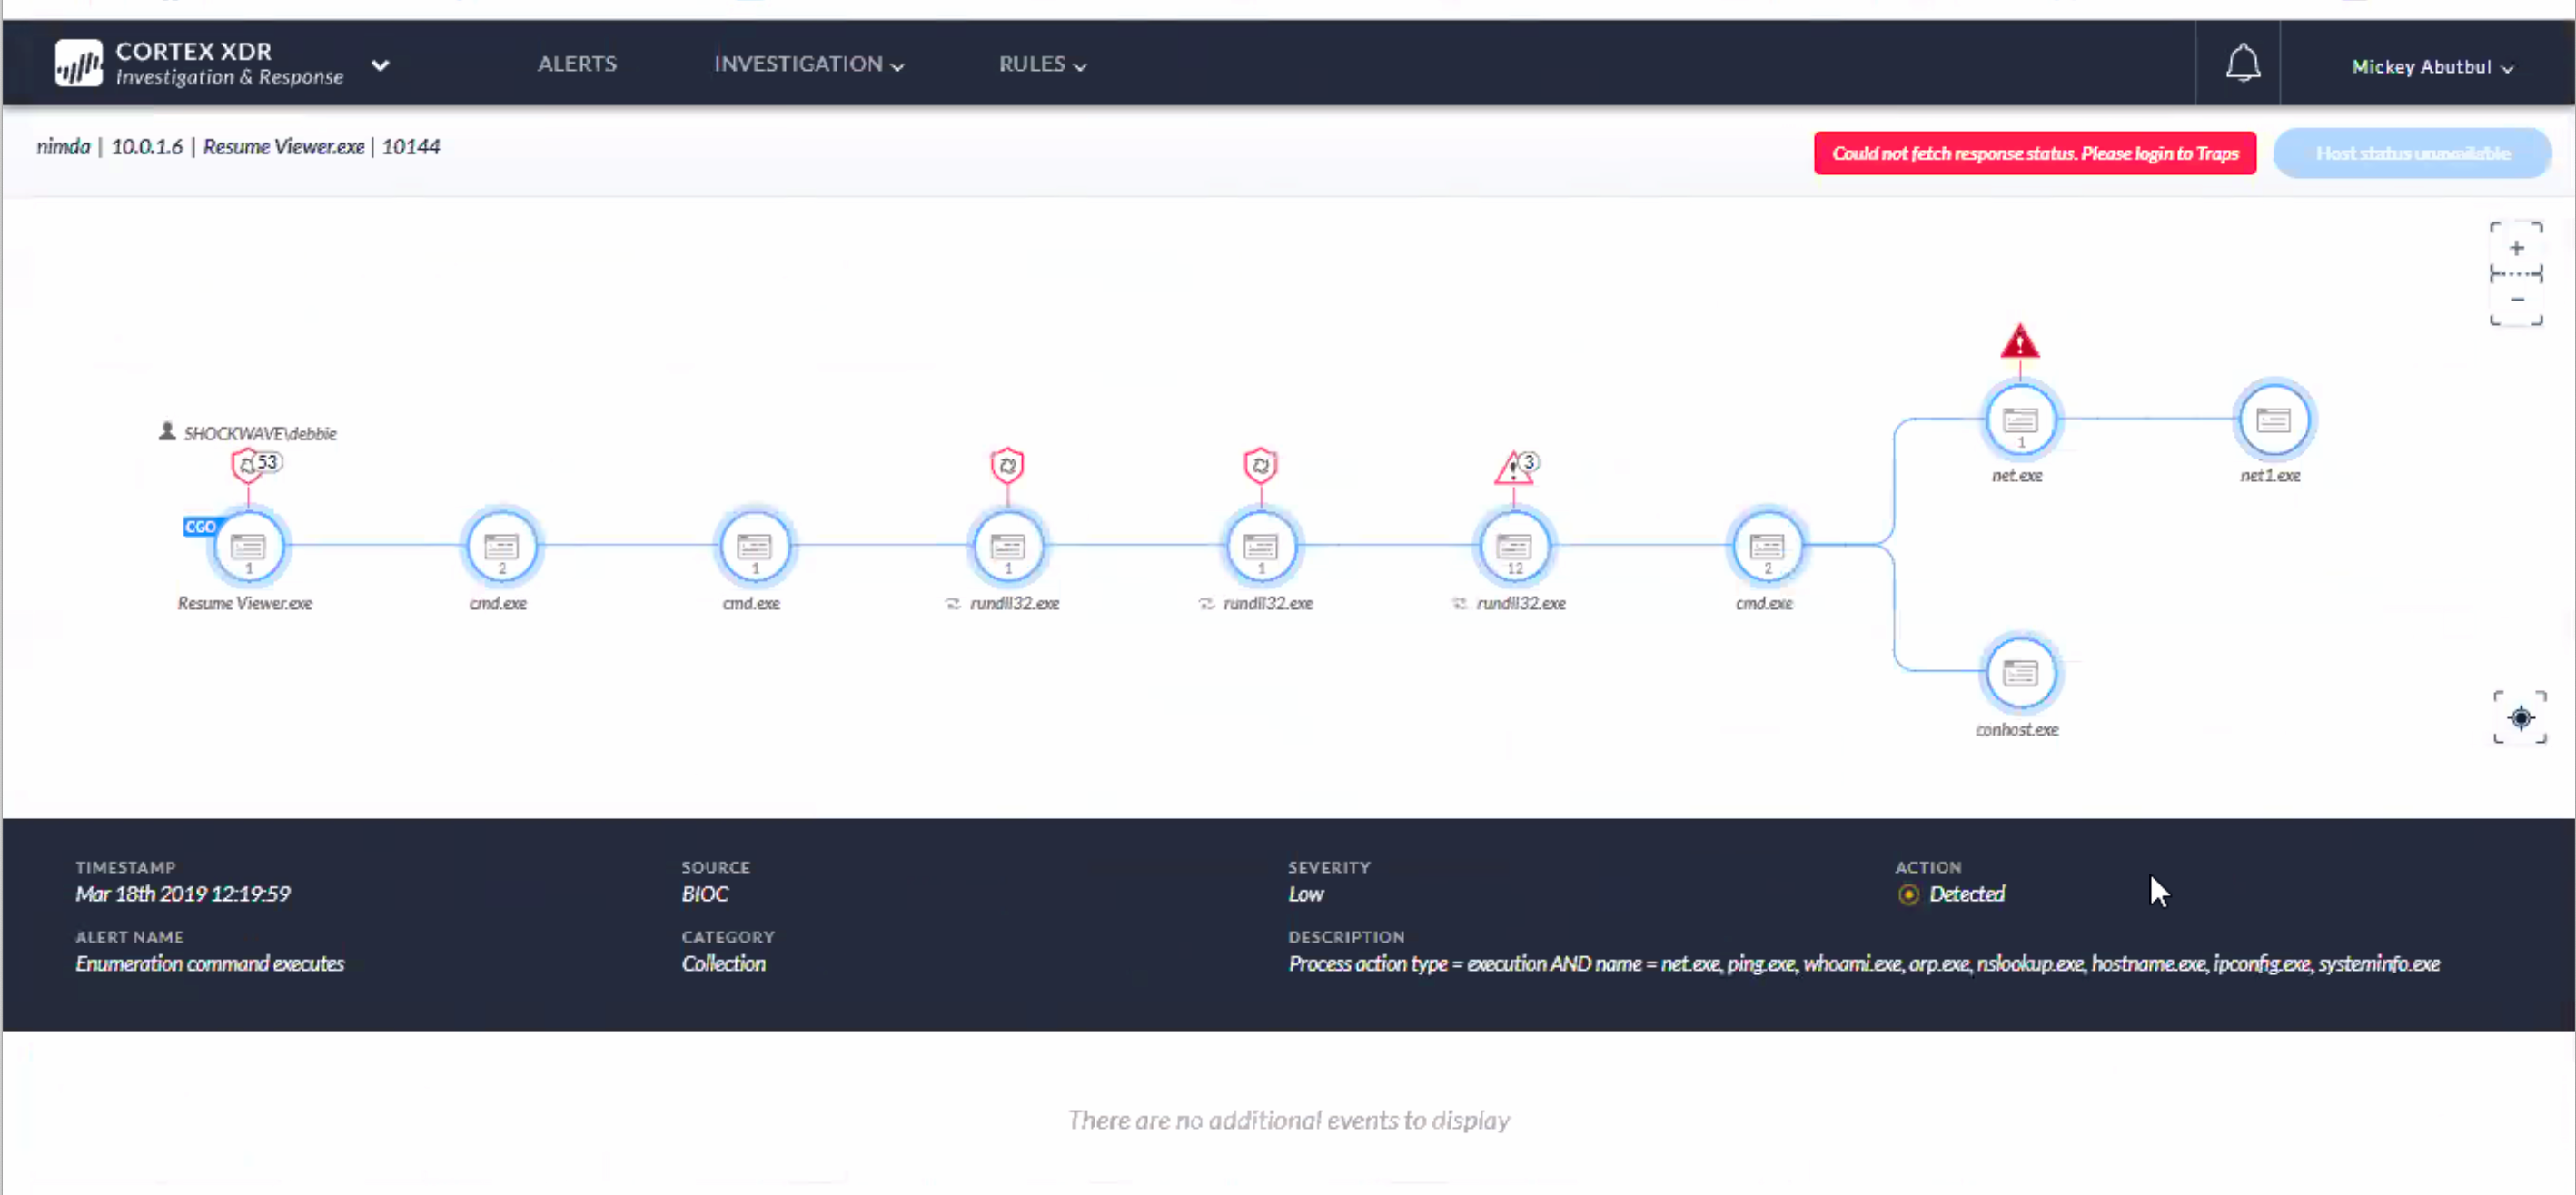 CORTEX XDR
Investigation & Response
ALERTS
INVESTIGATION
RULES
Mickey Abutbul
nimda | 10.0.1.6 | Resume Viewer.exe | 10144
Could not fetch response status. Please login to Traps
Host status unavailable
SHOCKWAVE\debbie
53
3
CGO
1
2
1
1
1
12
2
1
Resume Viewer.exe
cmd.exe
cmd.exe
rundll32.exe
rundll32.exe
rundll32.exe
cmd.exe
net.exe
net1.exe
conhost.exe
TIMESTAMP
Mar 18th 2019 12:19:59
SOURCE
BIOC
SEVERITY
Low
ACTION
Detected
ALERT NAME
Enumeration command executes
CATEGORY
Collection
DESCRIPTION
Process action type = execution AND name = net.exe, ping.exe, whoami.exe, arp.exe, nslookup.exe, hostname.exe, ipconfig.exe, systeminfo.exe
There are no additional events to display